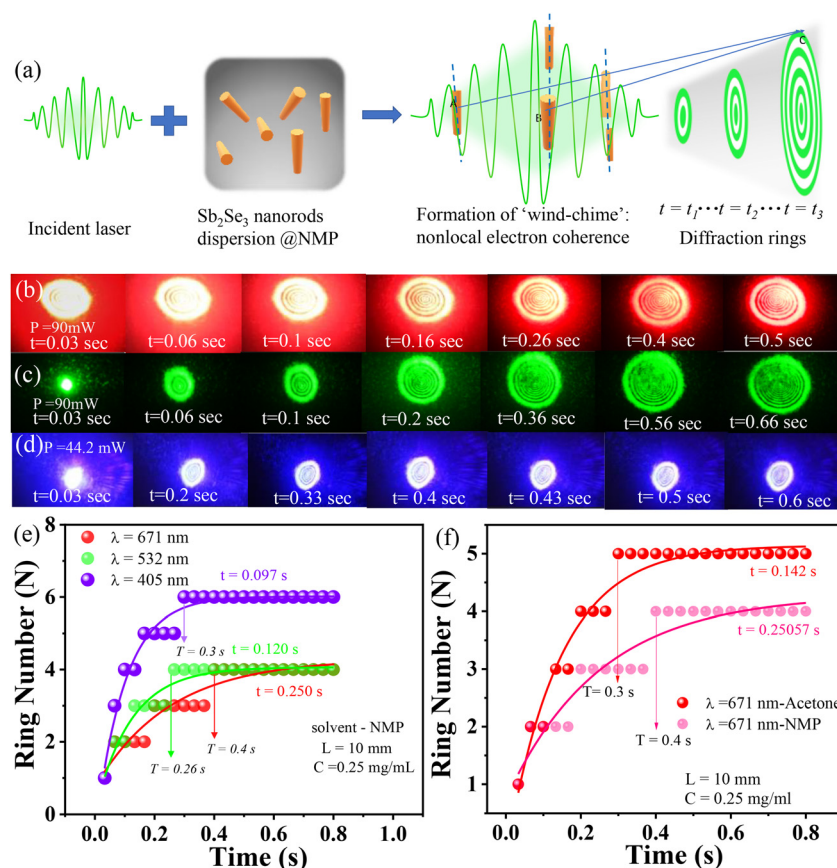 (a)
A
B
C
Incident laser
Sb₂Se₃ nanorods
dispersion @NMP
Formation of ‘wind-chime’:
nonlocal electron coherence
t = t₁···t = t₂···t = t₃
Diffraction rings
(b)
P =90mW
t=0.03 sec
t=0.06 sec
t=0.1 sec
t=0.16 sec
t=0.26 sec
t=0.4 sec
t=0.5 sec
(c)
P=90mW
t=0.03 sec
t=0.06 sec
t=0.1 sec
t=0.2 sec
t=0.36 sec
t=0.56 sec
t=0.66 sec
(d)
P =44.2 mW
t=0.03 sec
t=0.2 sec
t=0.33 sec
t= 0.4 sec
t=0.43 sec
t=0.5 sec
t=0.6 sec
(e)
λ = 671 nm
λ = 532 nm
λ = 405 nm
t = 0.097 s
T = 0.3 s
t = 0.120 s
t = 0.250 s
T = 0.26 s
T = 0.4 s
solvent - NMP
L = 10 mm
C =0.25 mg/mL
Ring Number (N)
8
6
4
2
0
0.0 0.2 0.4 0.6 0.8 1.0
Time (s)
(f)
t = 0.142 s
t = 0.25057 s
T= 0.3 s
T = 0.4 s
λ =671 nm-Acetone
λ =671 nm-NMP
L = 10 mm
C = 0.25 mg/ml
Ring Number (N)
5
4
3
2
1
0.0 0.2 0.4 0.6 0.8
Time (s)